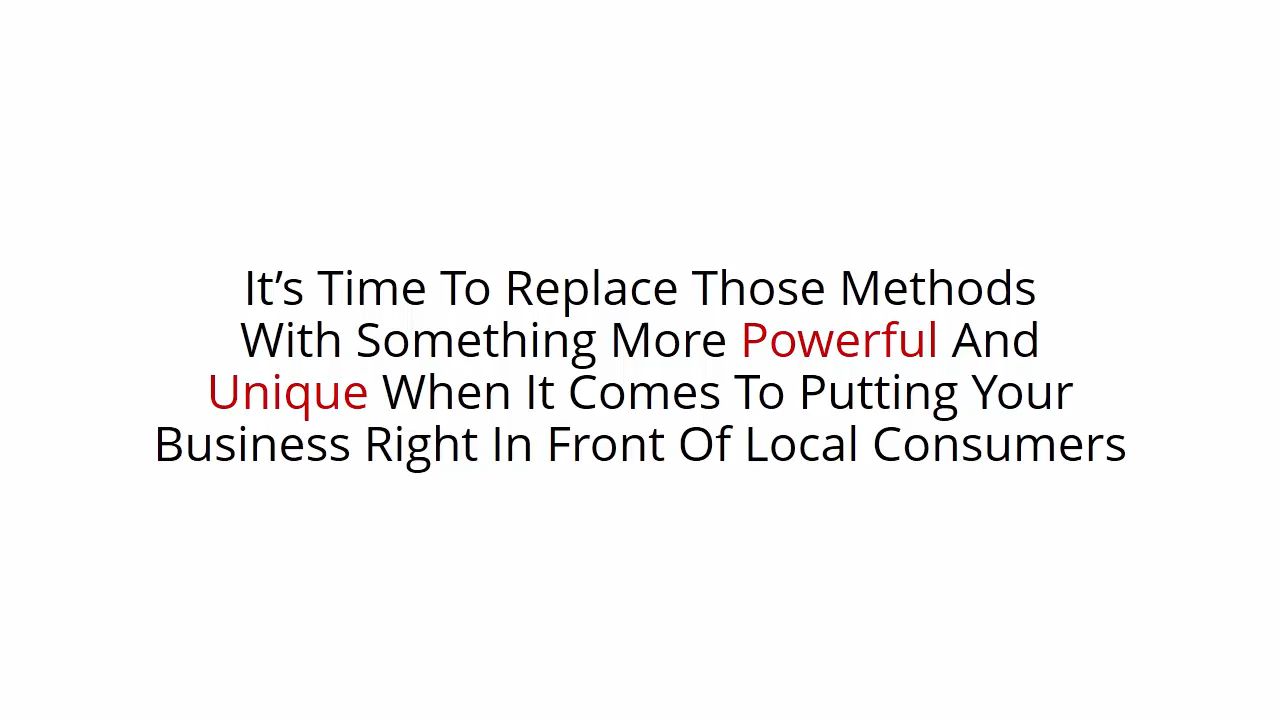 It’s Time To Replace Those Methods
With Something More Powerful And
Unique When It Comes To Putting Your
Business Right In Front Of Local Consumers